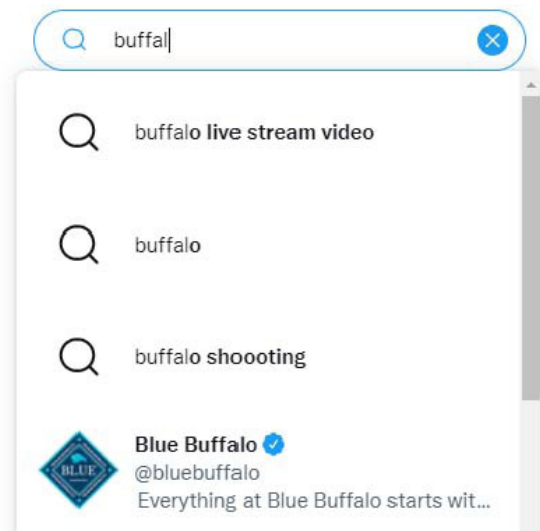 buffal
buffalo live stream video
buffalo
buffalo shoooting
BLUE
Blue Buffalo
@bluebuffalo
Everything at Blue Buffalo starts wit...